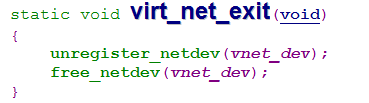 static void virt_net_exit(void)
{
    unregister_netdev(vnet_dev);
    free_netdev(vnet_dev);
}